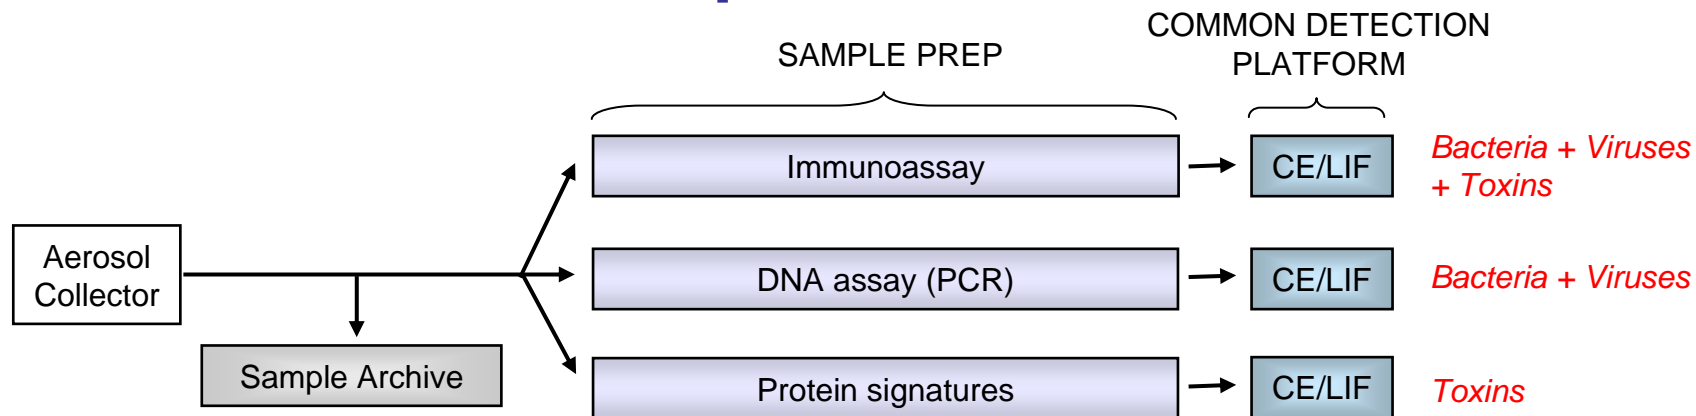 SAMPLE PREP
COMMON DETECTION
PLATFORM
Immunoassay
CE/LIF
Bacteria + Viruses
+ Toxins
Aerosol
Collector
DNA assay (PCR)
CE/LIF
Bacteria + Viruses
Sample Archive
Protein signatures
CE/LIF
Toxins